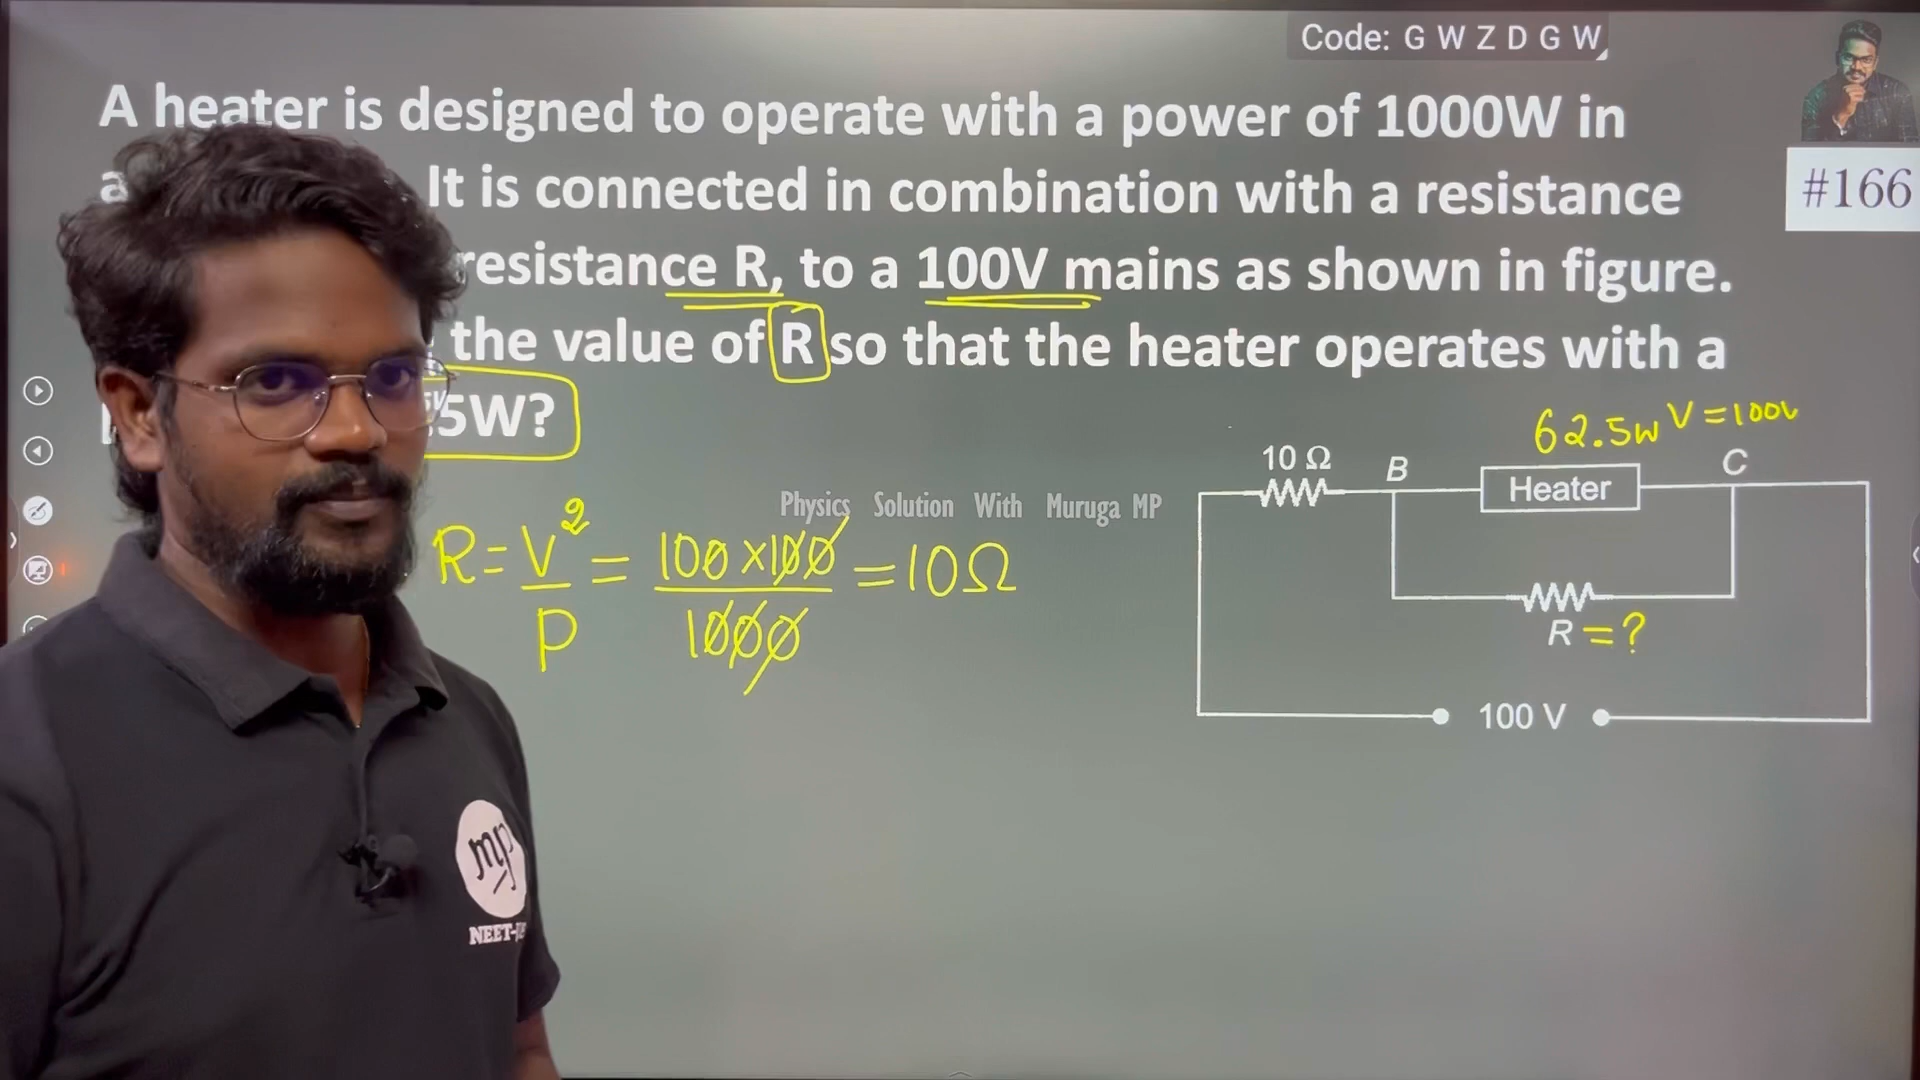 Code: G W Z D G W
A heater is designed to operate with a power of 1000W in
a It is connected in combination with a resistance
resistance R, to a 100V mains as shown in figure.
the value of R so that the heater operates with a
5W?
#166
62.5W V=100V
10 Ω B Heater C
Physics Solution With Muruga MP
R = V² / P = 100 × 100 / 1000 = 10Ω
R = ?
100 V
mp
NEET-